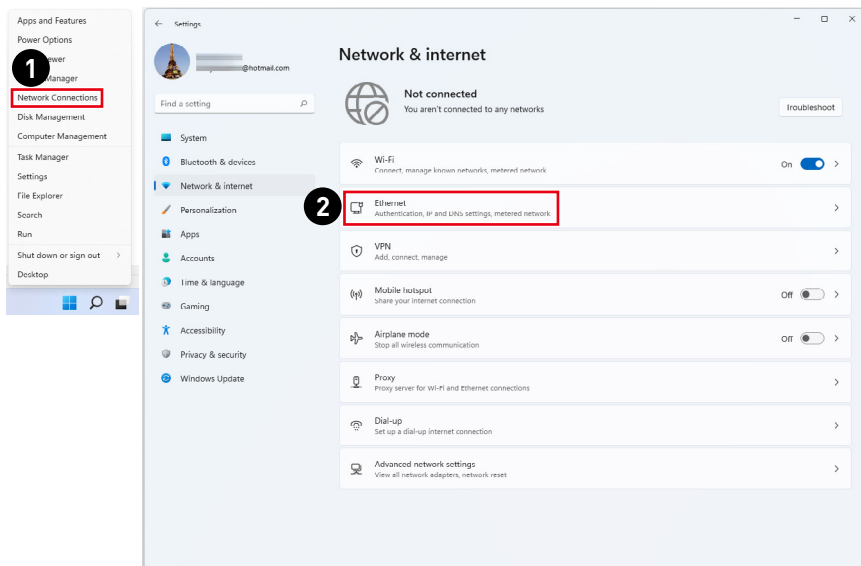 Apps and Features
Power Options
ewer
1
Manager
Network Connections
Disk Management
Computer Management
Task Manager
Settings
File Explorer
Search
Run
Shut down or sign out
Desktop
Settings
@hotmail.com
Find a setting
System
Bluetooth & devices
Network & internet
Personalization
Apps
Accounts
Time & language
Gaming
Accessibility
Privacy & security
Windows Update
Network & internet
Not connected
You aren't connected to any networks
Troubleshoot
Wi-Fi
Connect, manage known networks, metered network
On
2
Ethernet
Authentication, IP and DNS settings, metered network
VPN
Add, connect, manage
Mobile hotspot
Share your internet connection
Off
Airplane mode
Stop all wireless communication
Off
Proxy
Proxy server for Wi-Fi and Ethernet connections
Dial-up
Set up a dial-up internet connection
Advanced network settings
View all network adapters, network reset